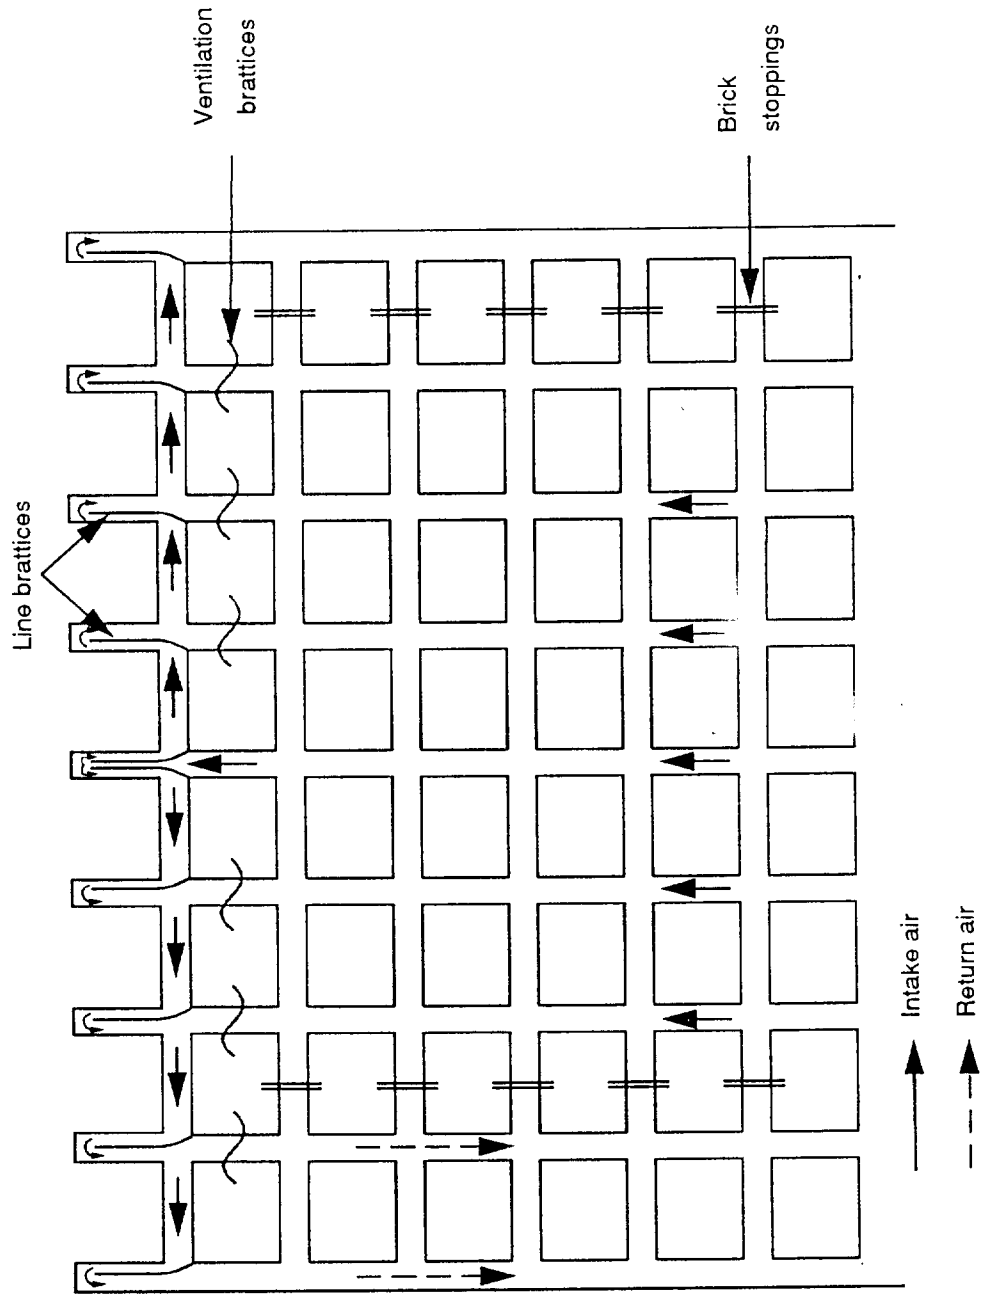 Line brattices
Ventilation
brattices
Brick
stoppings
Intake air
Return air